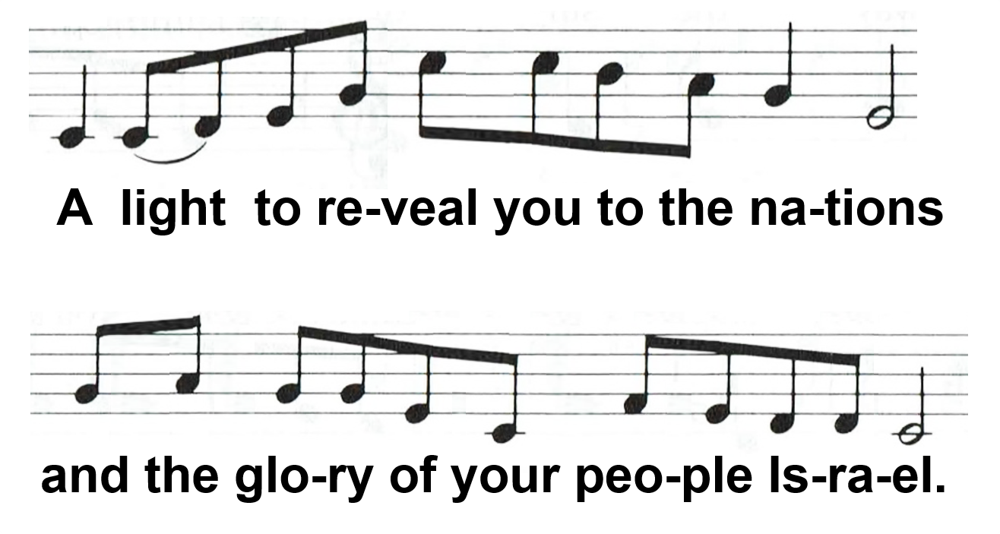 A light to re-veal you to the na-tions
and the glo-ry of your peo-ple Is-ra-el.